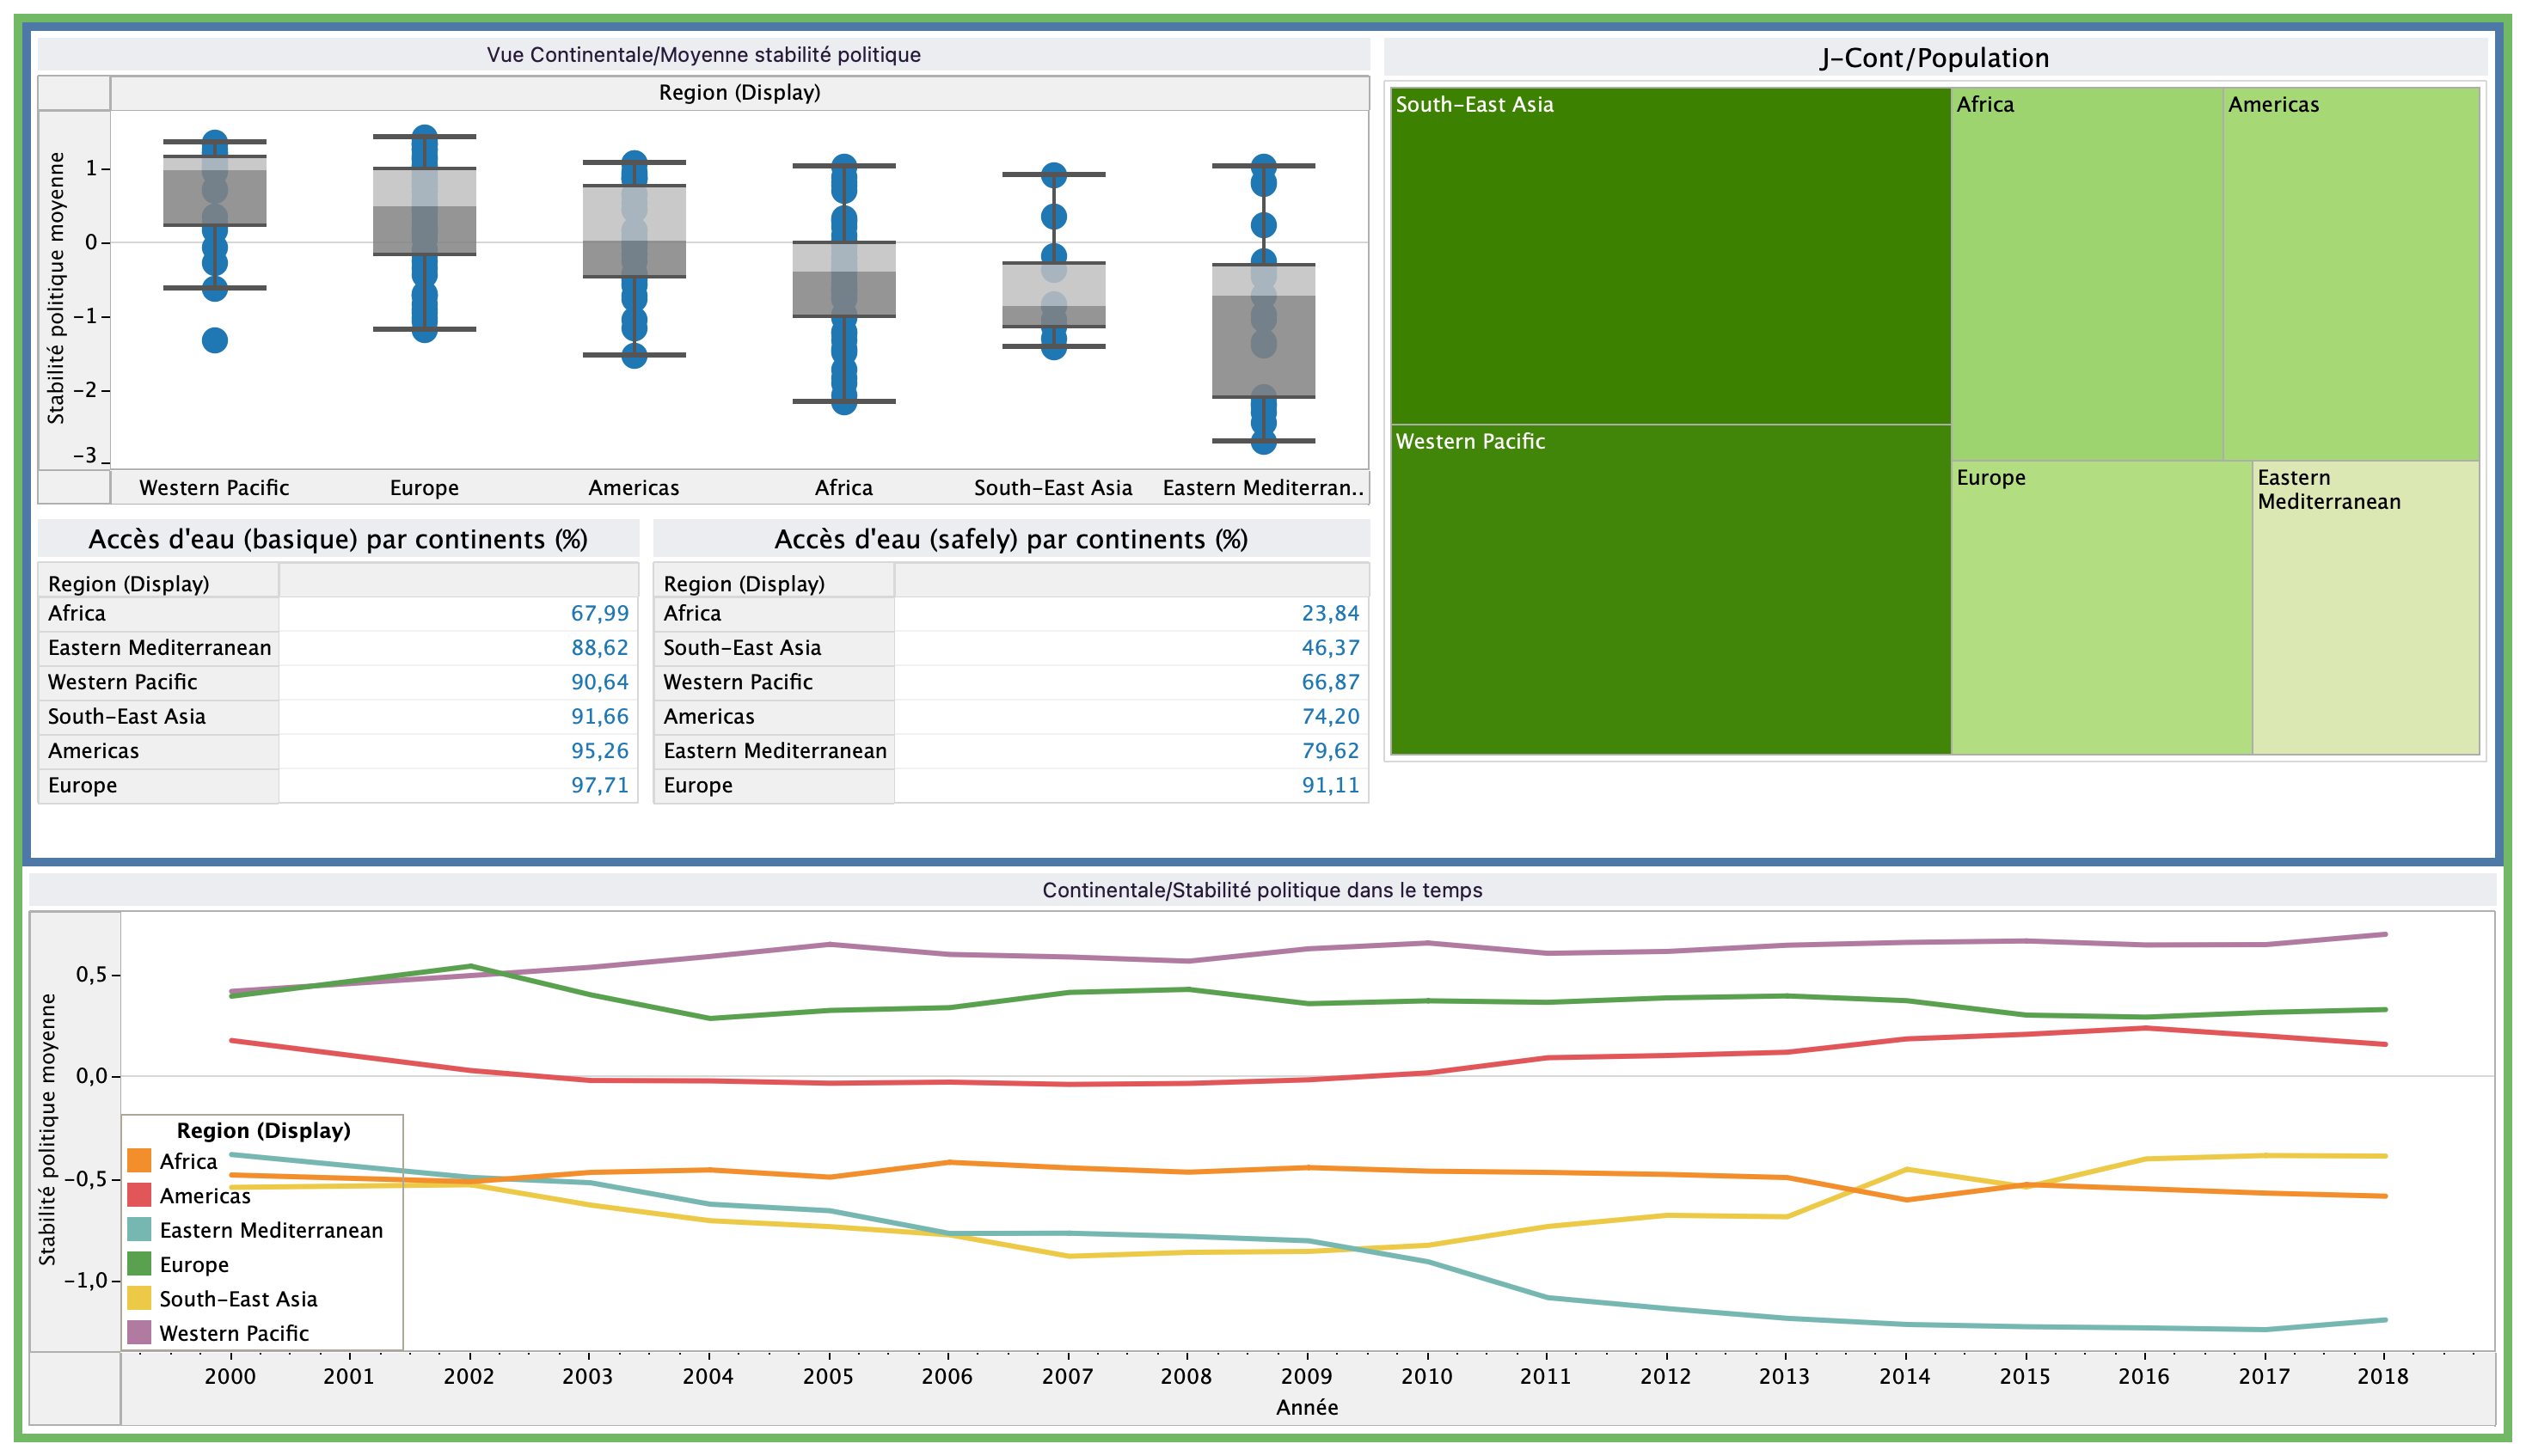 Vue Continentale/Moyenne stabilité politique
Region (Display)
Stabilité politique moyenne
1
0
−1
−2
−3
Western Pacific
Europe
Americas
Africa
South-East Asia
Eastern Mediterran..
Accès d'eau (basique) par continents (%)
Region (Display)
Africa 67,99
Eastern Mediterranean 88,62
Western Pacific 90,64
South-East Asia 91,66
Americas 95,26
Europe 97,71
Accès d'eau (safely) par continents (%)
Region (Display)
Africa 23,84
South-East Asia 46,37
Western Pacific 66,87
Americas 74,20
Eastern Mediterranean 79,62
Europe 91,11
J-Cont/Population
South-East Asia
Africa
Americas
Western Pacific
Europe
Eastern
Mediterranean
Continentale/Stabilité politique dans le temps
Stabilité politique moyenne
0,5
0,0
−0,5
−1,0
Region (Display)
Africa
Americas
Eastern Mediterranean
Europe
South-East Asia
Western Pacific
2000 2001 2002 2003 2004 2005 2006 2007 2008 2009 2010 2011 2012 2013 2014 2015 2016 2017 2018
Année